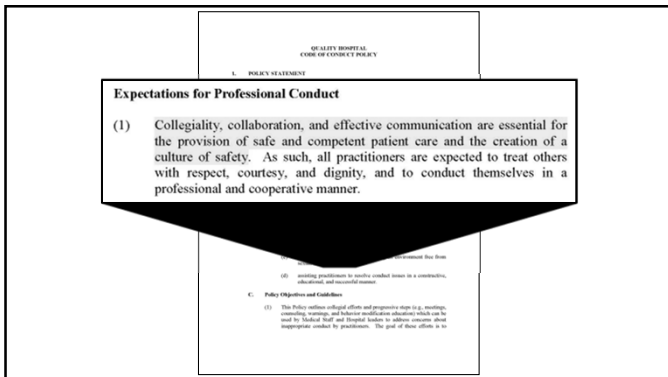 QUALITY HOSPITAL
CODE OF CONDUCT POLICY
1. POLICY STATEMENT
Expectations for Professional Conduct
(1) Collegiality, collaboration, and effective communication are essential for
the provision of safe and competent patient care and the creation of a
culture of safety. As such, all practitioners are expected to treat others
with respect, courtesy, and dignity, and to conduct themselves in a
professional and cooperative manner.
environment free from
(d) assisting practitioners to resolve conduct issues in a constructive,
educational, and successful manner.
C. Policy Objectives and Guidelines
(1) This Policy outlines collegial efforts and progressive steps (e.g., meetings,
counseling, warnings, and behavior modification education) which can be
used by Medical Staff and Hospital leaders to address concerns about
inappropriate conduct by practitioners. The goal of these efforts is to